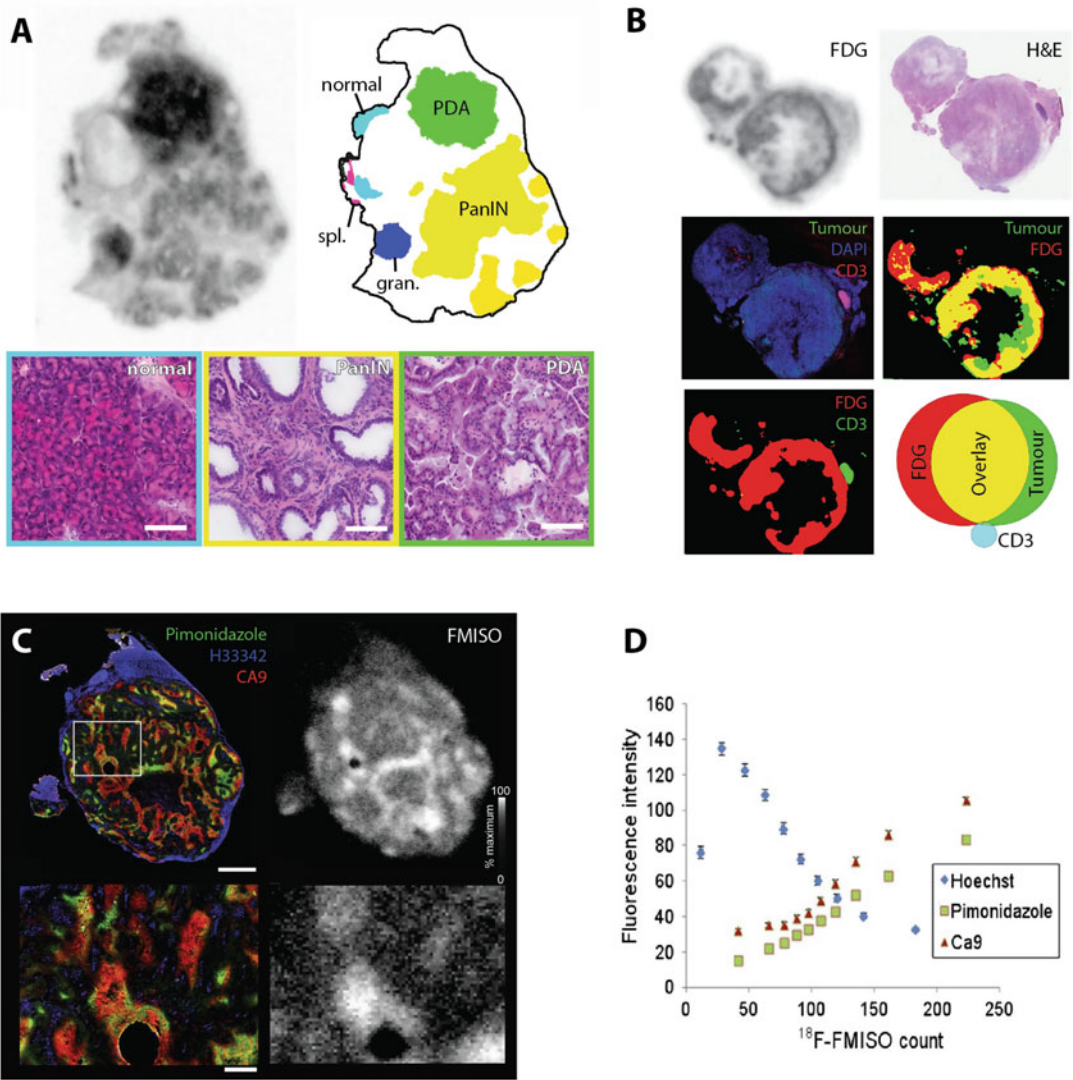 A
normal
PDA
PanIN
spl.
gran.
normal
PanIN
PDA
B
FDG
H&E
Tumour
DAPI
CD3
Tumour
FDG
FDG
CD3
FDG
Overlay
Tumour
CD3
C
Pimonidazole
H33342
CA9
FMISO
100
% maximum
0
D
160
140
120
100
80
60
40
20
0
Fluorescence intensity
0
50
100
150
200
250
18F-FMISO count
Hoechst
Pimonidazole
Ca9